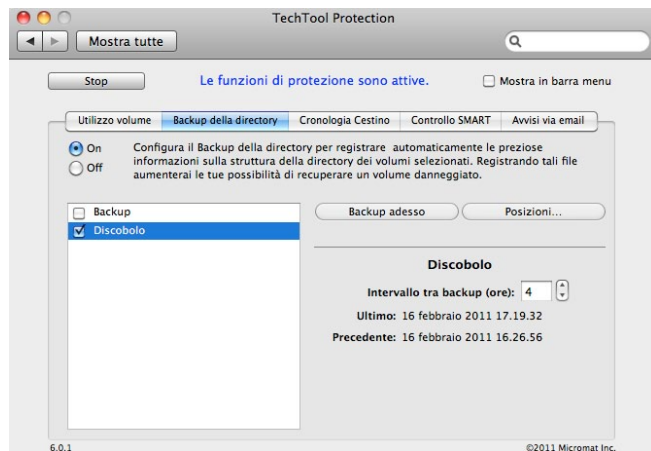 TechTool Protection
Mostra tutte
Stop
Le funzioni di protezione sono attive.
Mostra in barra menu
Utilizzo volume
Backup della directory
Cronologia Cestino
Controllo SMART
Avvisi via email
On
Off
Configura il Backup della directory per registrare automaticamente le preziose
informazioni sulla struttura della directory dei volumi selezionati. Registrando tali file
aumenterai le tue possibilità di recuperare un volume danneggiato.
Backup
Discobolo
Backup adesso
Posizioni...
Discobolo
Intervallo tra backup (ore): 4
Ultimo: 16 febbraio 2011 17.19.32
Precedente: 16 febbraio 2011 16.26.56
6.0.1
©2011 Micromat Inc.